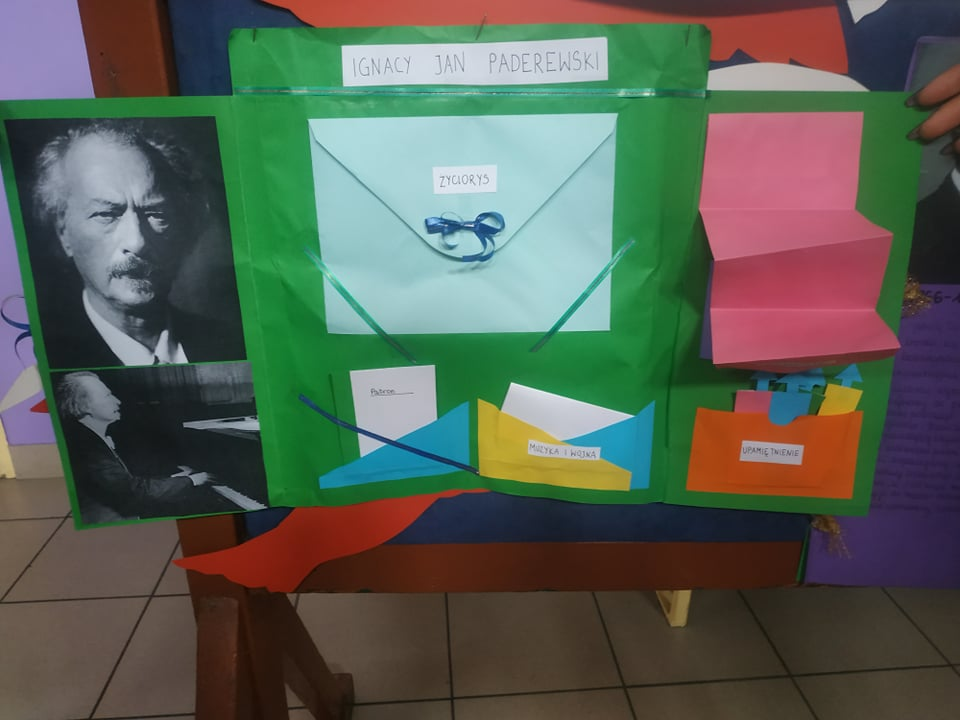 IGNACY JAN PADEREWSKI
ŻYCIORYS
Patron
MUZYKA I WOJNA
UPAMIĘTNIENIE